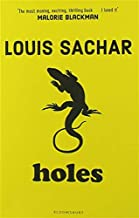 "The most moving, exciting, thrilling book
I loved it"
MALORIE BLACKMAN
LOUIS SACHAR
holes
BLOOMSBURY